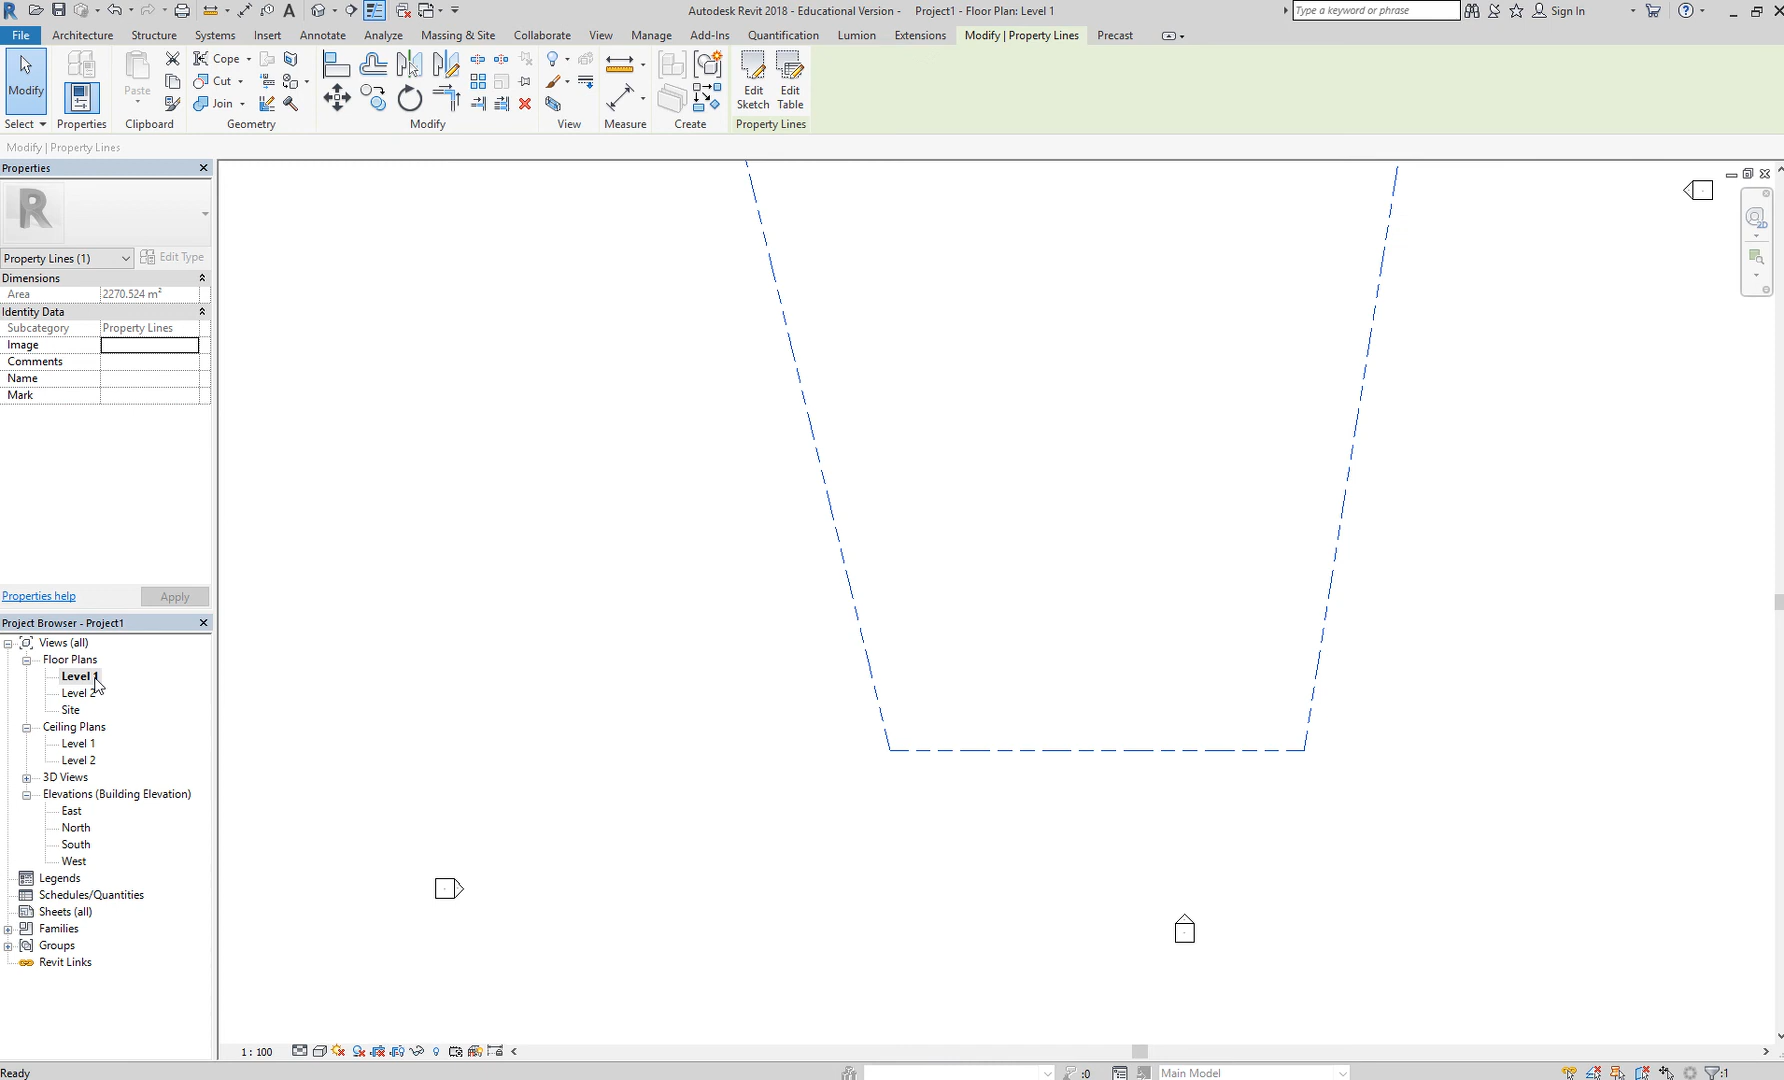 Autodesk Revit 2018 - Educational Version - Project1 - Floor Plan: Level 1
Type a keyword or phrase
Sign In
File Architecture Structure Systems Insert Annotate Analyze Massing & Site Collaborate View Manage Add-Ins Quantification Lumion Extensions Modify | Property Lines Precast
Modify
Paste
Cope
Cut
Join
Edit Sketch
Edit Table
Select Properties Clipboard Geometry Modify View Measure Create Property Lines
Modify | Property Lines
Properties
R
Property Lines (1) Edit Type
Dimensions
Area 2270.524 m²
Identity Data
Subcategory Property Lines
Image
Comments
Name
Mark
Properties help Apply
Project Browser - Project1
Views (all)
Floor Plans
Level 1
Level 2
Site
Ceiling Plans
Level 1
Level 2
3D Views
Elevations (Building Elevation)
East
North
South
West
Legends
Schedules/Quantities
Sheets (all)
Families
Groups
Revit Links
2D
1 : 100
Ready
:0
Main Model
:1